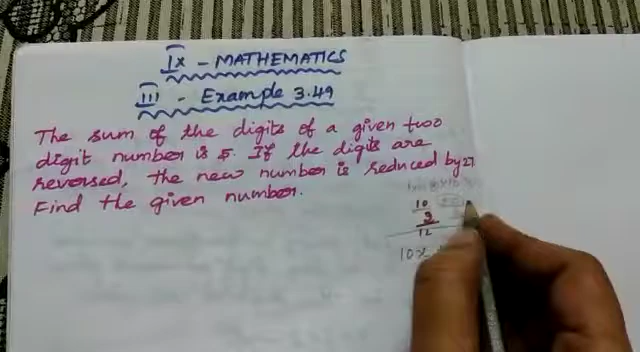 IX - MATHEMATICS
III - Example 3.49
The sum of the digits of a given two
digit number is 5. If the digits are
reversed, the new number is reduced by 27
Find the given number.
10
12
10x